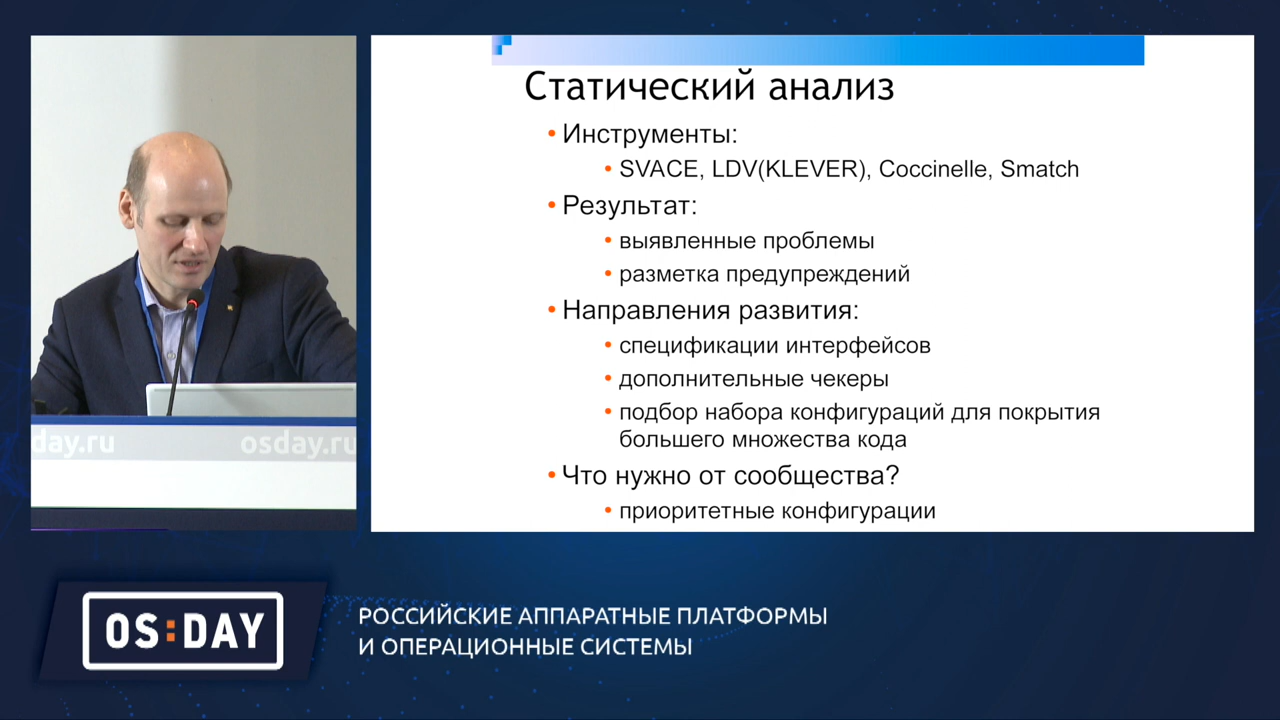 Статический анализ
Инструменты:
SVACE, LDV(KLEVER), Coccinelle, Smatch
Результат:
выявленные проблемы
разметка предупреждений
Направления развития:
спецификации интерфейсов
дополнительные чекеры
подбор набора конфигураций для покрытия
большего множества кода
Что нужно от сообщества?
приоритетные конфигурации
day.ru
osday.ru
OS:DAY
РОССИЙСКИЕ АППАРАТНЫЕ ПЛАТФОРМЫ
И ОПЕРАЦИОННЫЕ СИСТЕМЫ